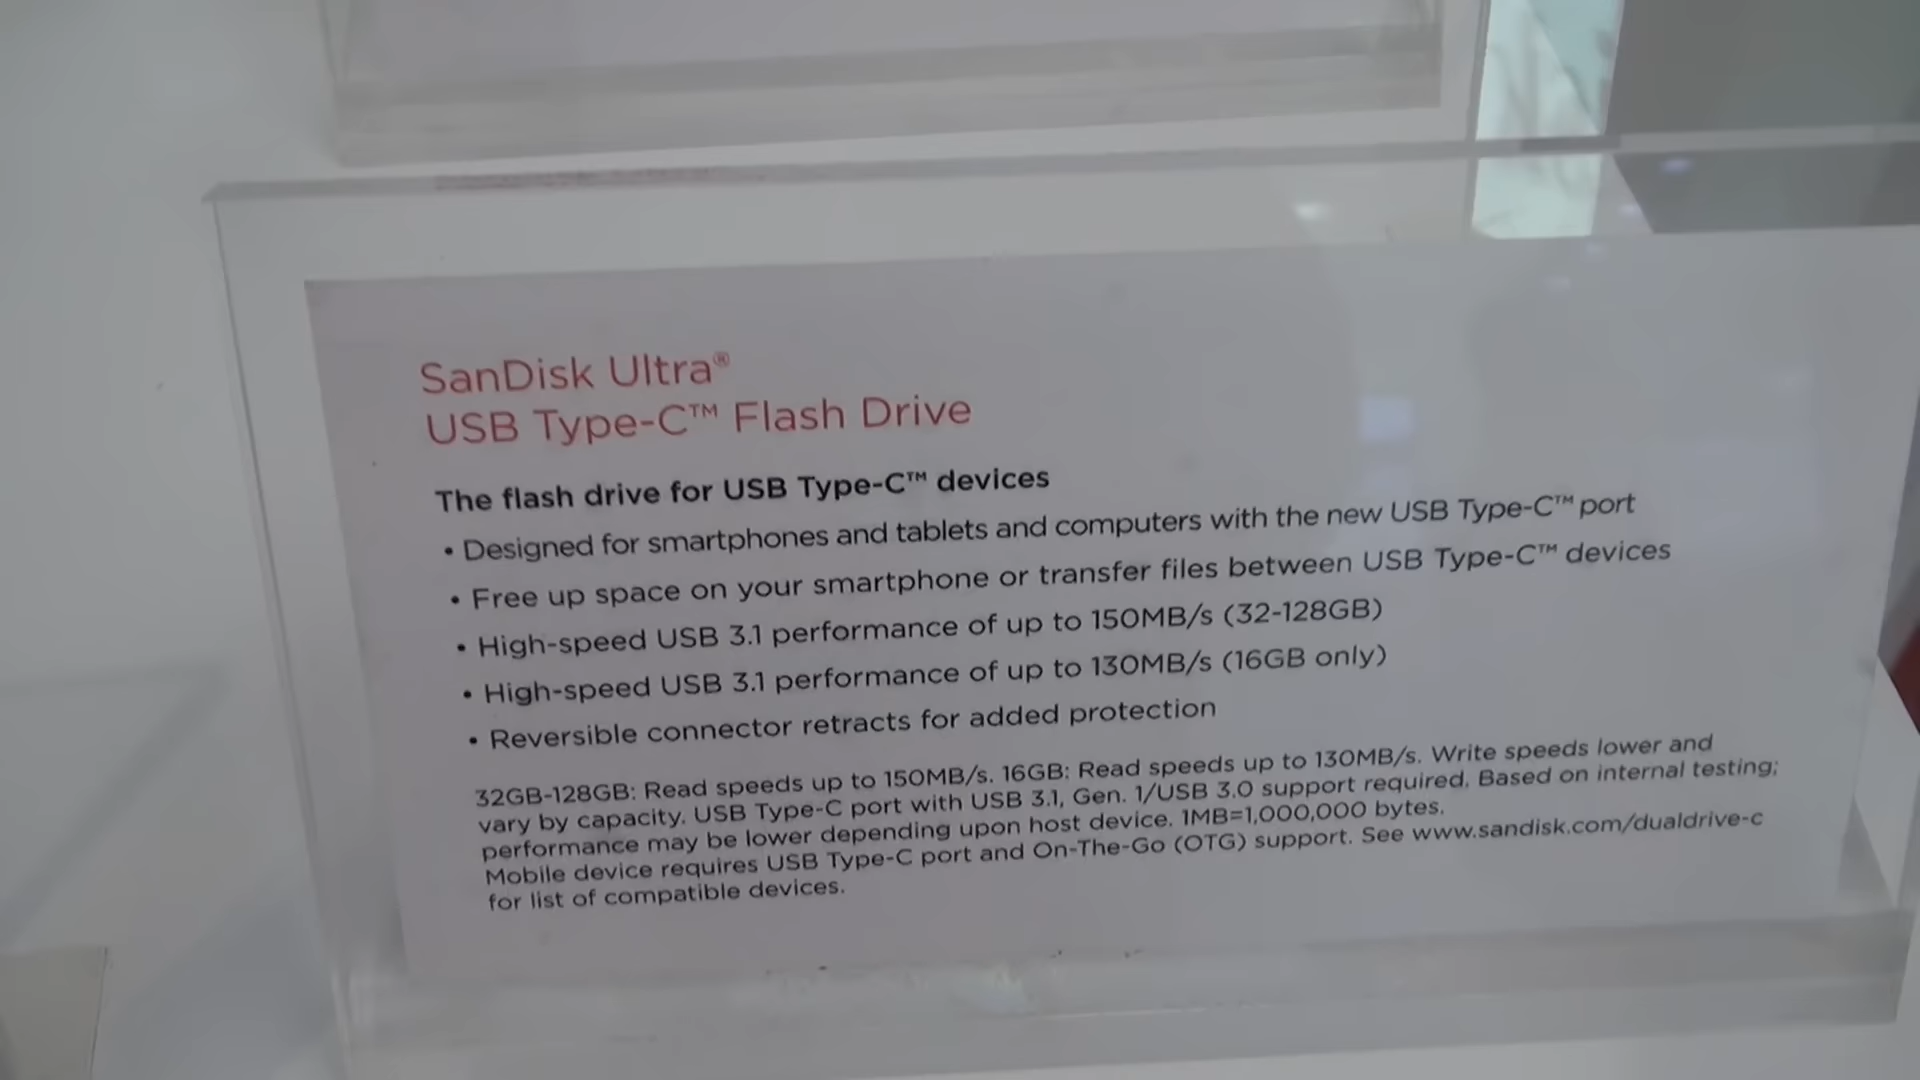 SanDisk Ultra®
USB Type-C™ Flash Drive
The flash drive for USB Type-C™ devices
• Designed for smartphones and tablets and computers with the new USB Type-C™ port
• Free up space on your smartphone or transfer files between USB Type-C™ devices
• High-speed USB 3.1 performance of up to 150MB/s (32-128GB)
• High-speed USB 3.1 performance of up to 130MB/s (16GB only)
• Reversible connector retracts for added protection
32GB-128GB: Read speeds up to 150MB/s. 16GB: Read speeds up to 130MB/s. Write speeds lower and
vary by capacity. USB Type-C port with USB 3.1, Gen. 1/USB 3.0 support required. Based on internal testing;
performance may be lower depending upon host device. 1MB=1,000,000 bytes.
Mobile device requires USB Type-C port and On-The-Go (OTG) support. See www.sandisk.com/dualdrive-c
for list of compatible devices.